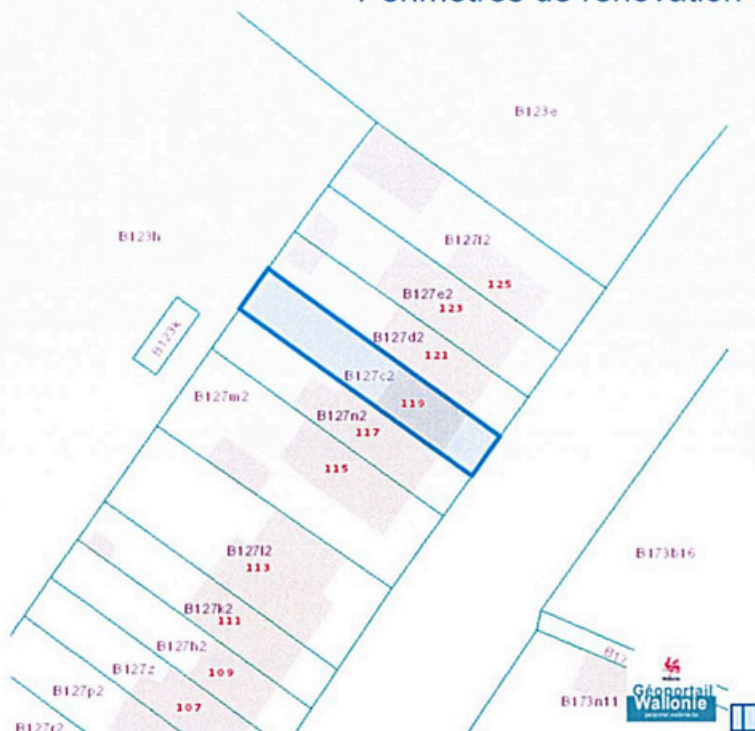 Périmètres de rénovation
B123e
B123h
B127f2
125
B127e2
123
B127d2
121
B123k
B127c2
119
B127m2
B127n2
117
115
B127l2
113
B173b16
B127k2
111
B127h2
B127z
109
B127p2
107
B173n11
B127r2
Géoportail
Wallonie